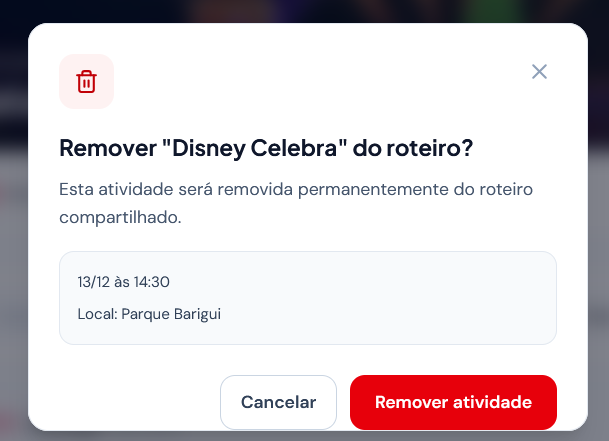 Remover "Disney Celebra" do roteiro?
Esta atividade será removida permanentemente do roteiro
compartilhado.
13/12 às 14:30
Local: Parque Barigui
Cancelar
Remover atividade